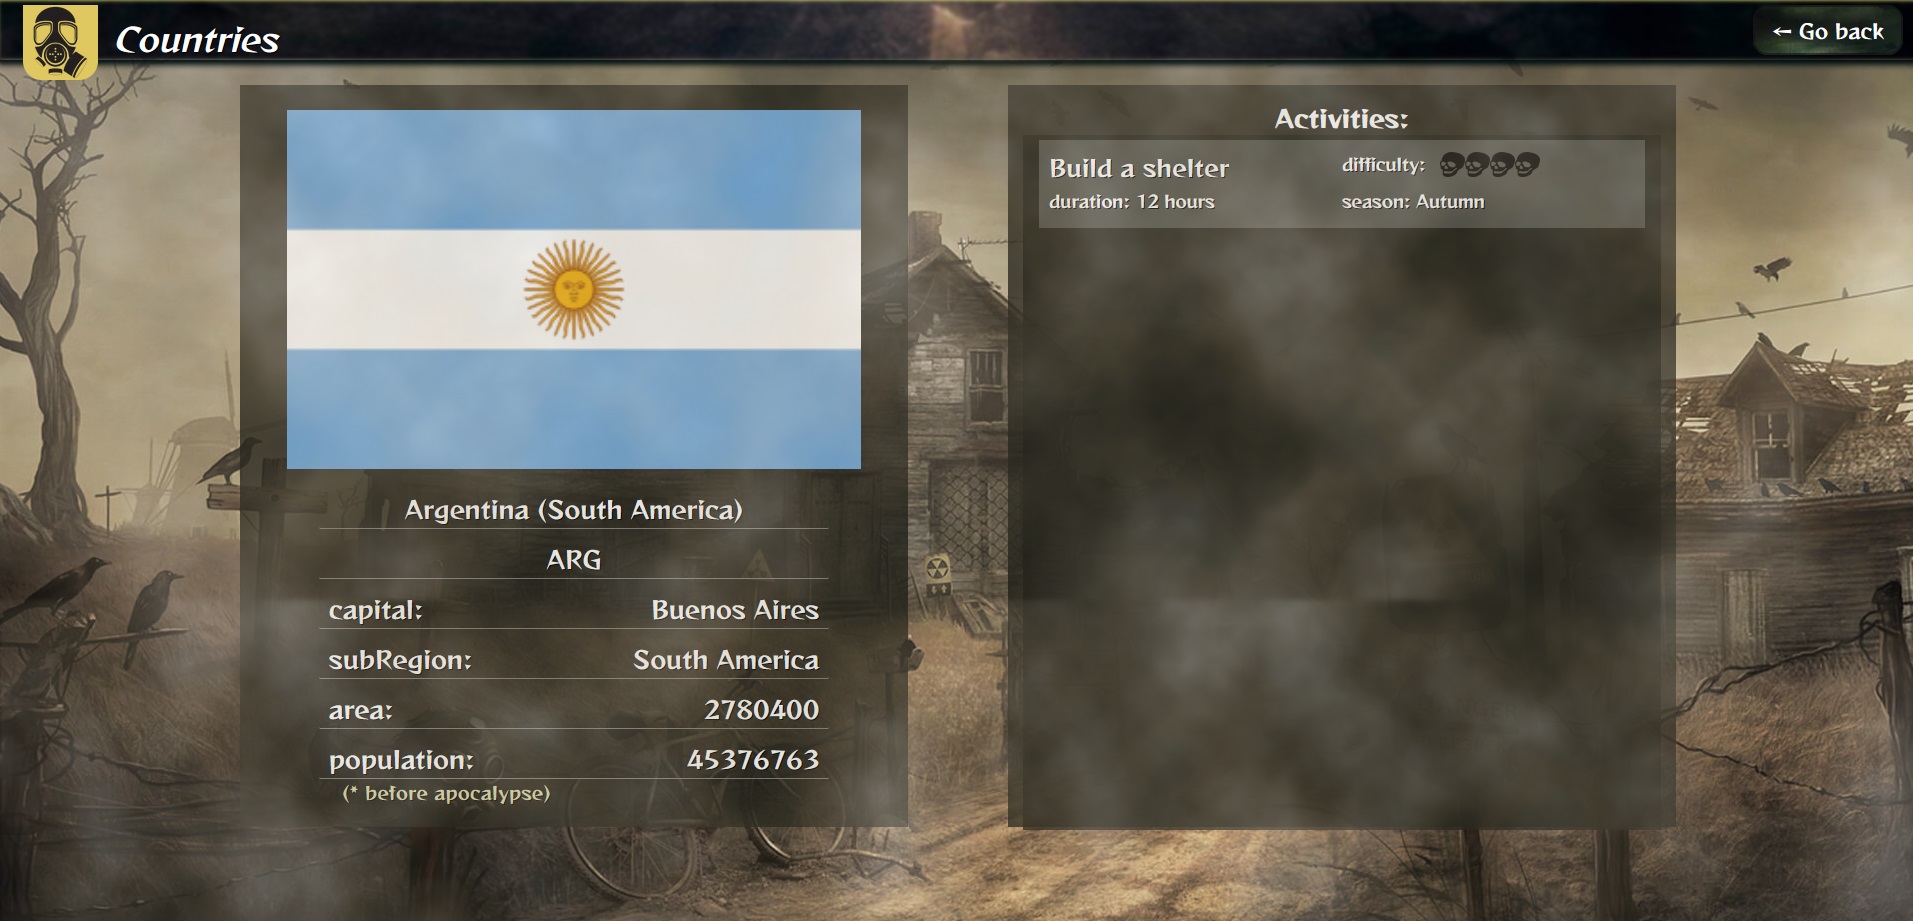 Countries
← Go back
Argentina (South America)
ARG
capital: Buenos Aires
subRegion: South America
area: 2780400
population: 45376763
(* before apocalypse)
Activities:
Build a shelter difficulty:
duration: 12 hours season: Autumn